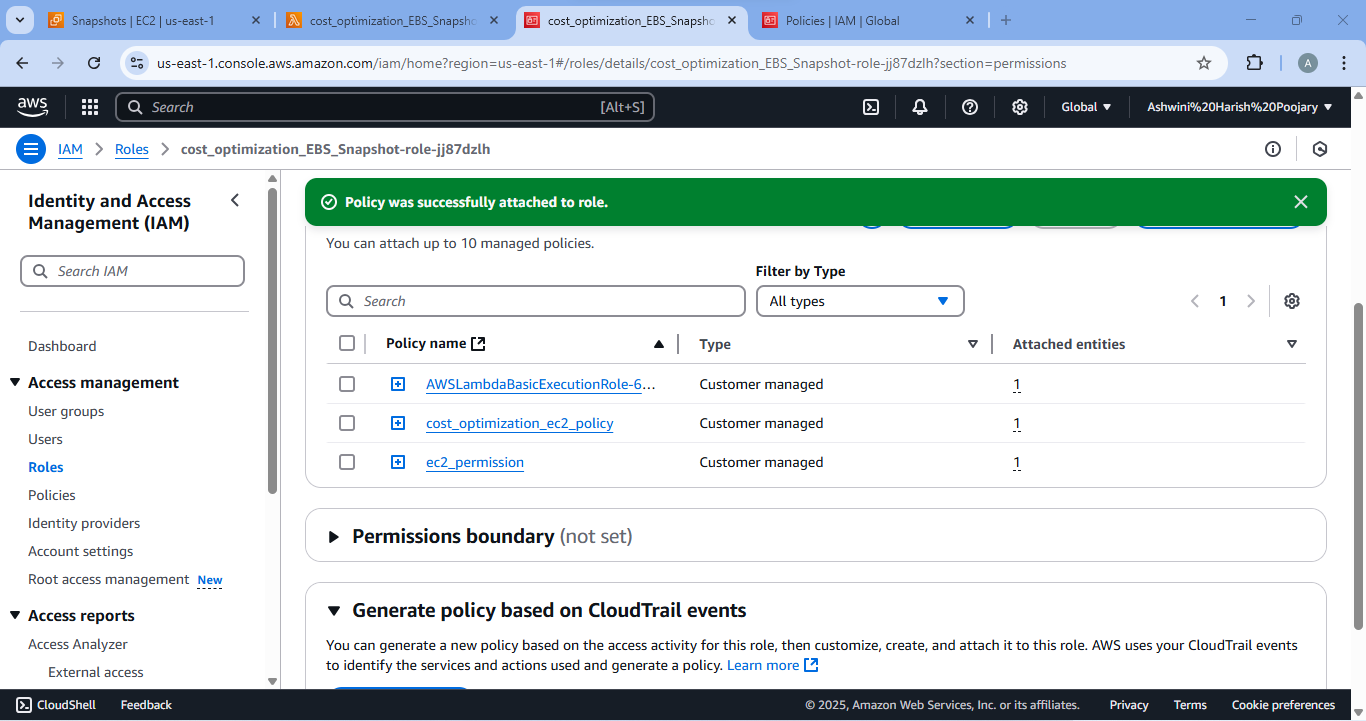 Snapshots | EC2 | us-east-1
cost_optimization_EBS_Snapsho
cost_optimization_EBS_Snapsho
Policies | IAM | Global
us-east-1.console.aws.amazon.com/iam/home?region=us-east-1#/roles/details/cost_optimization_EBS_Snapshot-role-jj87dzlh?section=permissions
A
aws
Search
[Alt+S]
Global
Ashwini%20Harish%20Poojary
IAM
Roles
cost_optimization_EBS_Snapshot-role-jj87dzlh
Identity and Access
Management (IAM)
Search IAM
Dashboard
Access management
User groups
Users
Roles
Policies
Identity providers
Account settings
Root access management New
Access reports
Access Analyzer
External access
Policy was successfully attached to role.
You can attach up to 10 managed policies.
Filter by Type
Search
All types
1
Policy name
Type
Attached entities
AWSLambdaBasicExecutionRole-6...
Customer managed
1
cost_optimization_ec2_policy
Customer managed
1
ec2_permission
Customer managed
1
Permissions boundary (not set)
Generate policy based on CloudTrail events
You can generate a new policy based on the access activity for this role, then customize, create, and attach it to this role. AWS uses your CloudTrail events
to identify the services and actions used and generate a policy. Learn more
CloudShell
Feedback
© 2025, Amazon Web Services, Inc. or its affiliates.
Privacy
Terms
Cookie preferences